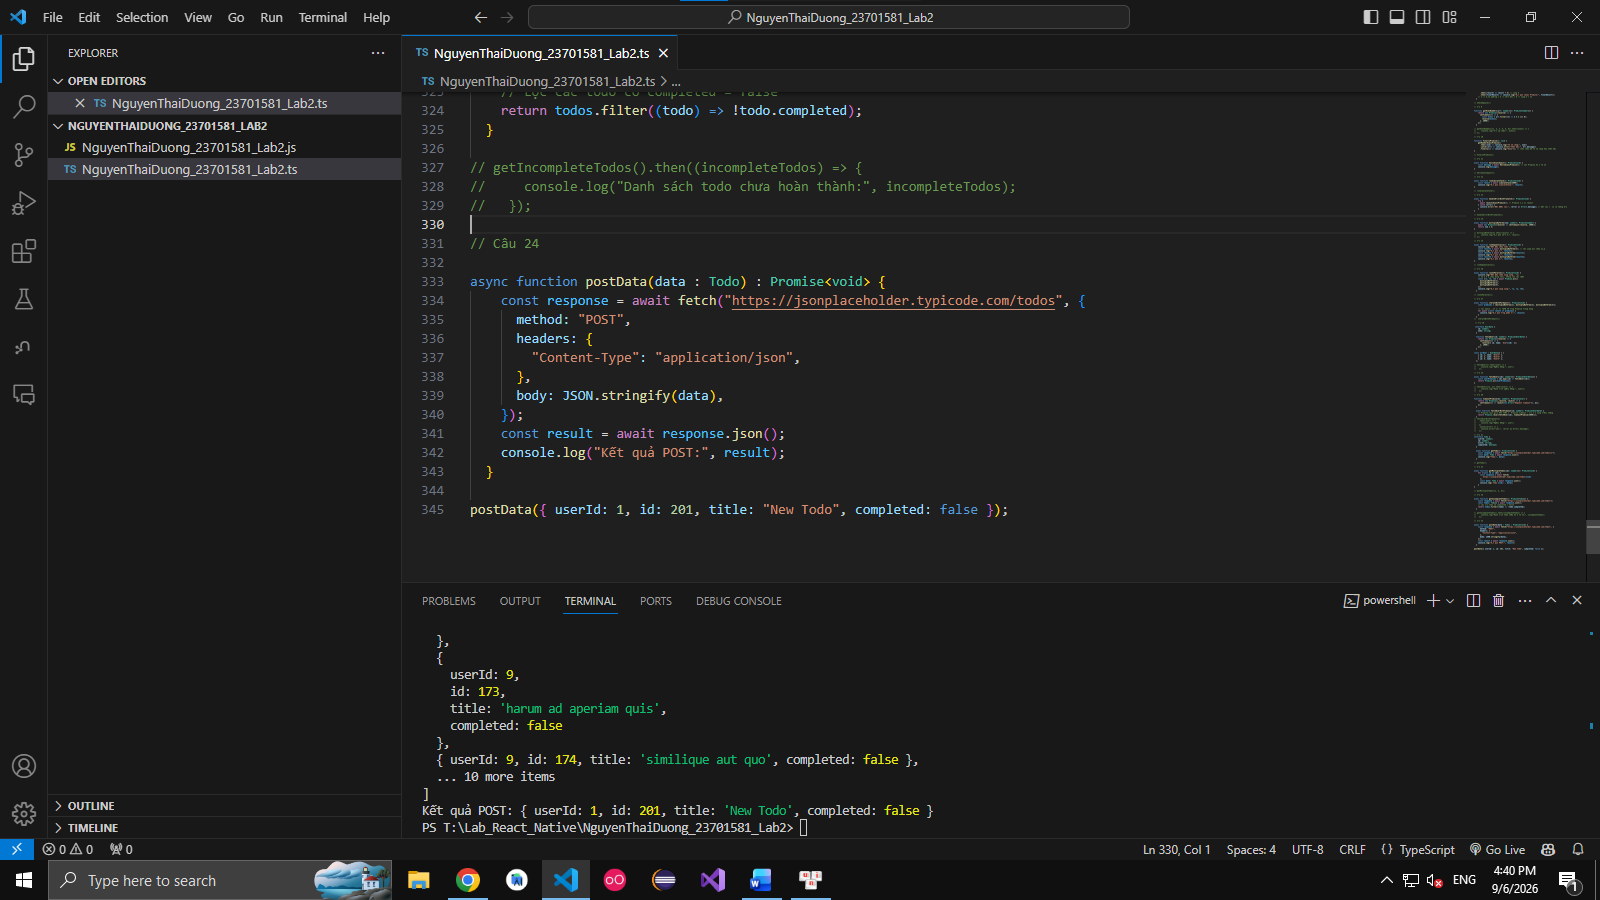 File Edit Selection View Go Run Terminal Help
NguyenThaiDuong_23701581_Lab2
EXPLORER
OPEN EDITORS
TS NguyenThaiDuong_23701581_Lab2.ts
NGUYENTHAIDUONG_23701581_LAB2
JS NguyenThaiDuong_23701581_Lab2.js
TS NguyenThaiDuong_23701581_Lab2.ts
OUTLINE
TIMELINE
TS NguyenThaiDuong_23701581_Lab2.ts
TS NguyenThaiDuong_23701581_Lab2.ts > ...
323 // Lọc các todo có completed = false
324 return todos.filter((todo) => !todo.completed);
325 }
326
327 // getIncompleteTodos().then((incompleteTodos) => {
328 //     console.log("Danh sách todo chưa hoàn thành:", incompleteTodos);
329 //   });
330
331 // Câu 24
332
333 async function postData(data : Todo) : Promise<void> {
334 const response = await fetch("https://jsonplaceholder.typicode.com/todos", {
335 method: "POST",
336 headers: {
337 "Content-Type": "application/json",
338 },
339 body: JSON.stringify(data),
340 });
341 const result = await response.json();
342 console.log("Kết quả POST:", result);
343 }
344
345 postData({ userId: 1, id: 201, title: "New Todo", completed: false });
PROBLEMS OUTPUT TERMINAL PORTS DEBUG CONSOLE
powershell
},
{
userId: 9,
id: 173,
title: 'harum ad aperiam quis',
completed: false
},
{ userId: 9, id: 174, title: 'similique aut quo', completed: false },
... 10 more items
]
Kết quả POST: { userId: 1, id: 201, title: 'New Todo', completed: false }
PS T:\Lab_React_Native\NguyenThaiDuong_23701581_Lab2>
0 0 0
Ln 330, Col 1 Spaces: 4 UTF-8 CRLF {} TypeScript Go Live
Type here to search
ENG
4:40 PM
9/6/2026
1